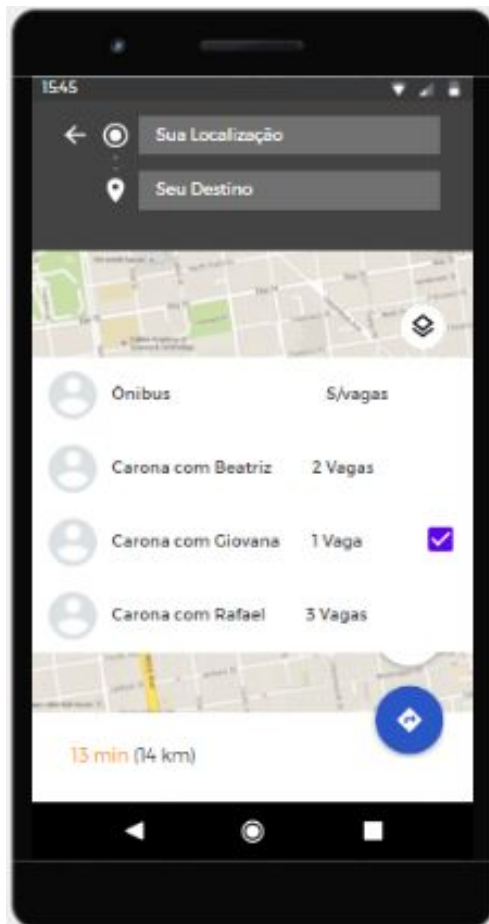 15:45
Sua Localização
Seu Destino
Ônibus S/vagas
Carona com Beatriz 2 Vagas
Carona com Giovana 1 Vaga
Carona com Rafael 3 Vagas
13 min (14 km)